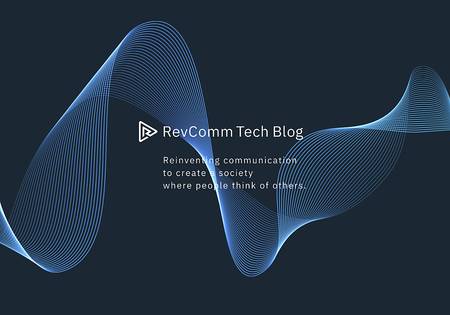 RevComm Tech Blog
Reinventing communication
to create a society
where people think of others.